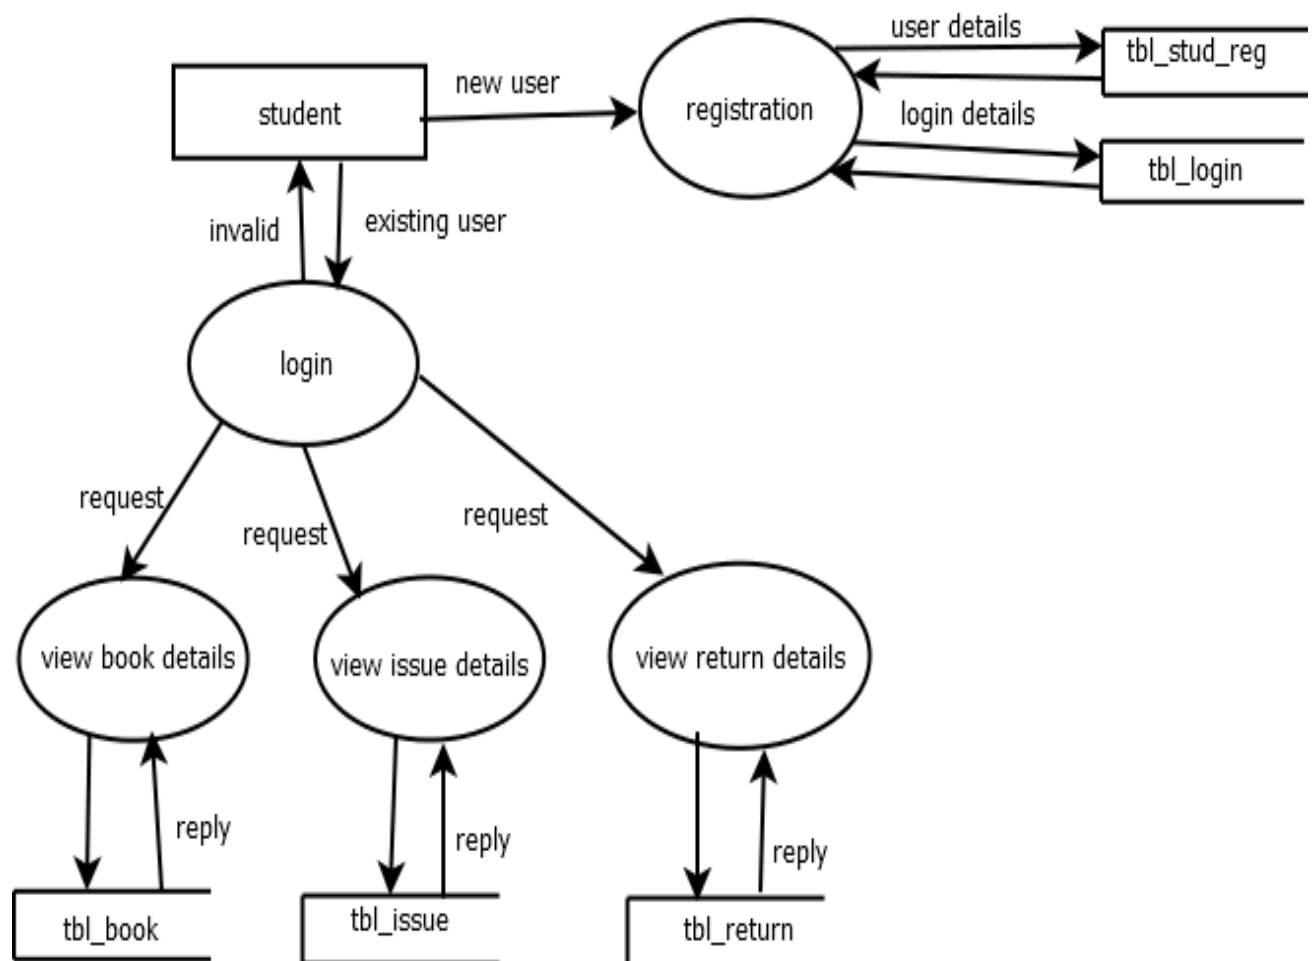 user details
tbl_stud_reg
student
new user
registration
login details
tbl_login
invalid
existing user
login
request
request
request
view book details
view issue details
view return details
reply
reply
reply
tbl_book
tbl_issue
tbl_return